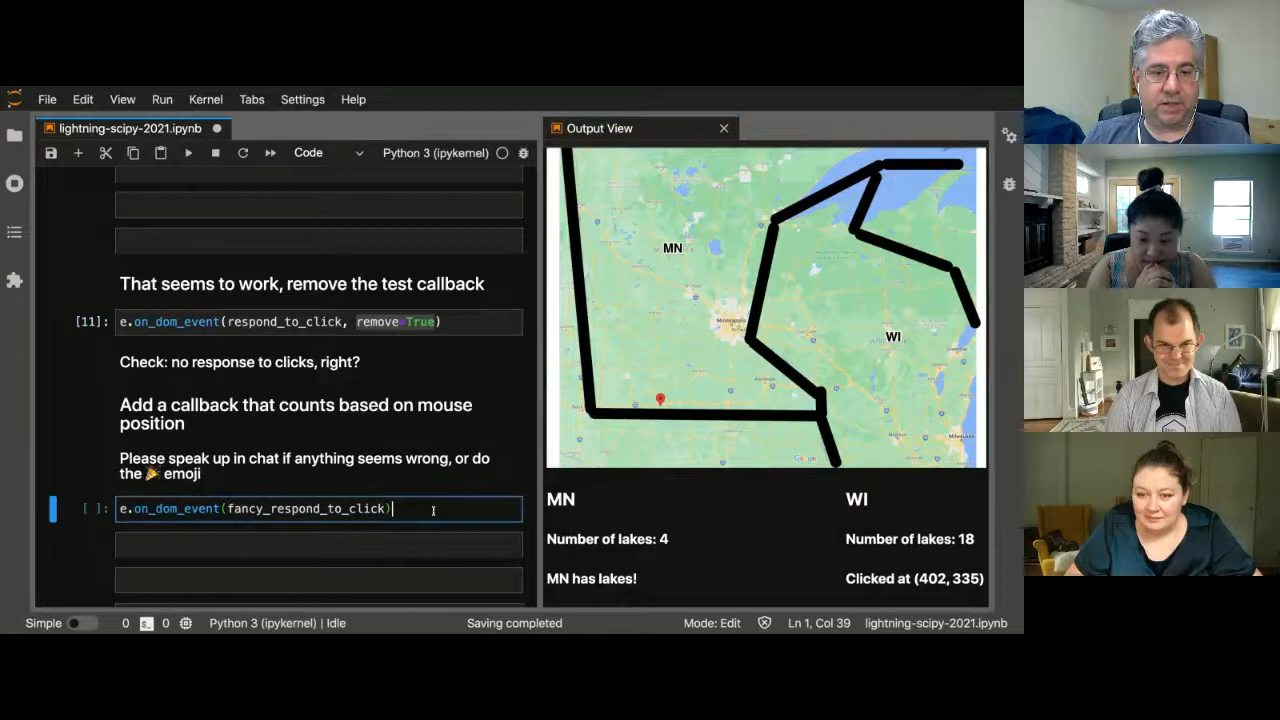 File Edit View Run Kernel Tabs Settings Help
lightning-scipy-2021.ipynb
Output View
Code
Python 3 (ipykernel)
That seems to work, remove the test callback
[11]: e.on_dom_event(respond_to_click, remove=True)
Check: no response to clicks, right?
Add a callback that counts based on mouse
position
Please speak up in chat if anything seems wrong, or do
the 🎉 emoji
[ ]: e.on_dom_event(fancy_respond_to_click)
MN
WI
Minneapolis
Milwaukee
Google
MN
WI
Number of lakes: 4
Number of lakes: 18
MN has lakes!
Clicked at (402, 335)
Simple 0 $_ 0 Python 3 (ipykernel) | Idle Saving completed Mode: Edit Ln 1, Col 39 lightning-scipy-2021.ipynb